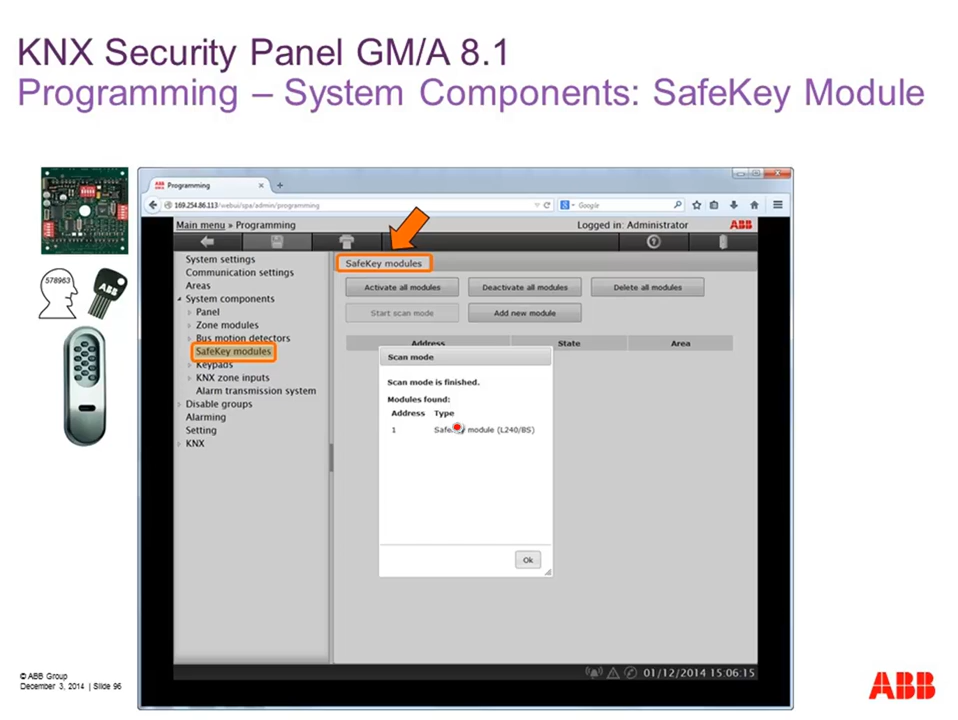 KNX Security Panel GM/A 8.1
Programming – System Components: SafeKey Module
578963
ABB Programming × +
169.254.86.113/webui/spa/admin/programming
Google
Main menu » Programming
Logged in: Administrator
ABB
System settings
Communication settings
Areas
System components
Panel
Zone modules
Bus motion detectors
SafeKey modules
Keypads
KNX zone inputs
Alarm transmission system
Disable groups
Alarming
Setting
KNX
SafeKey modules
Activate all modules
Deactivate all modules
Delete all modules
Start scan mode
Add new module
Address State Area
Scan mode
Scan mode is finished.
Modules found:
Address Type
1 module (L240/BS)
Ok
01/12/2014 15:06:15
© ABB Group
December 3, 2014 | Slide 96
ABB